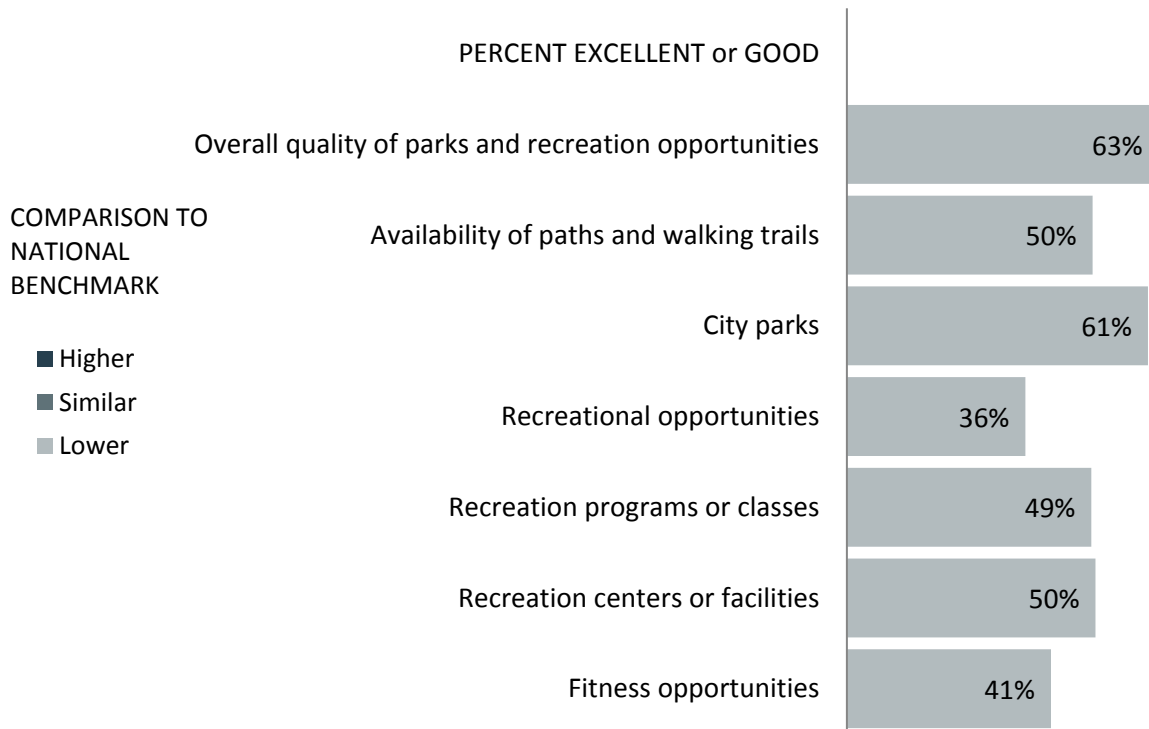 PERCENT EXCELLENT or GOOD
Overall quality of parks and recreation opportunities 63%
COMPARISON TO
NATIONAL
BENCHMARK
Higher
Similar
Lower
Availability of paths and walking trails 50%
City parks 61%
Recreational opportunities 36%
Recreation programs or classes 49%
Recreation centers or facilities 50%
Fitness opportunities 41%